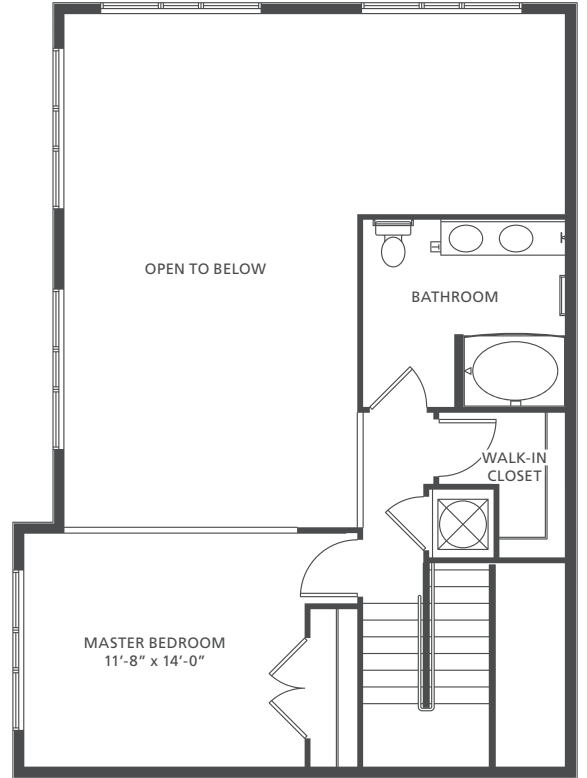 OPEN TO BELOW
BATHROOM
WALK-IN
CLOSET
MASTER BEDROOM
11’-8” x 14’-0”